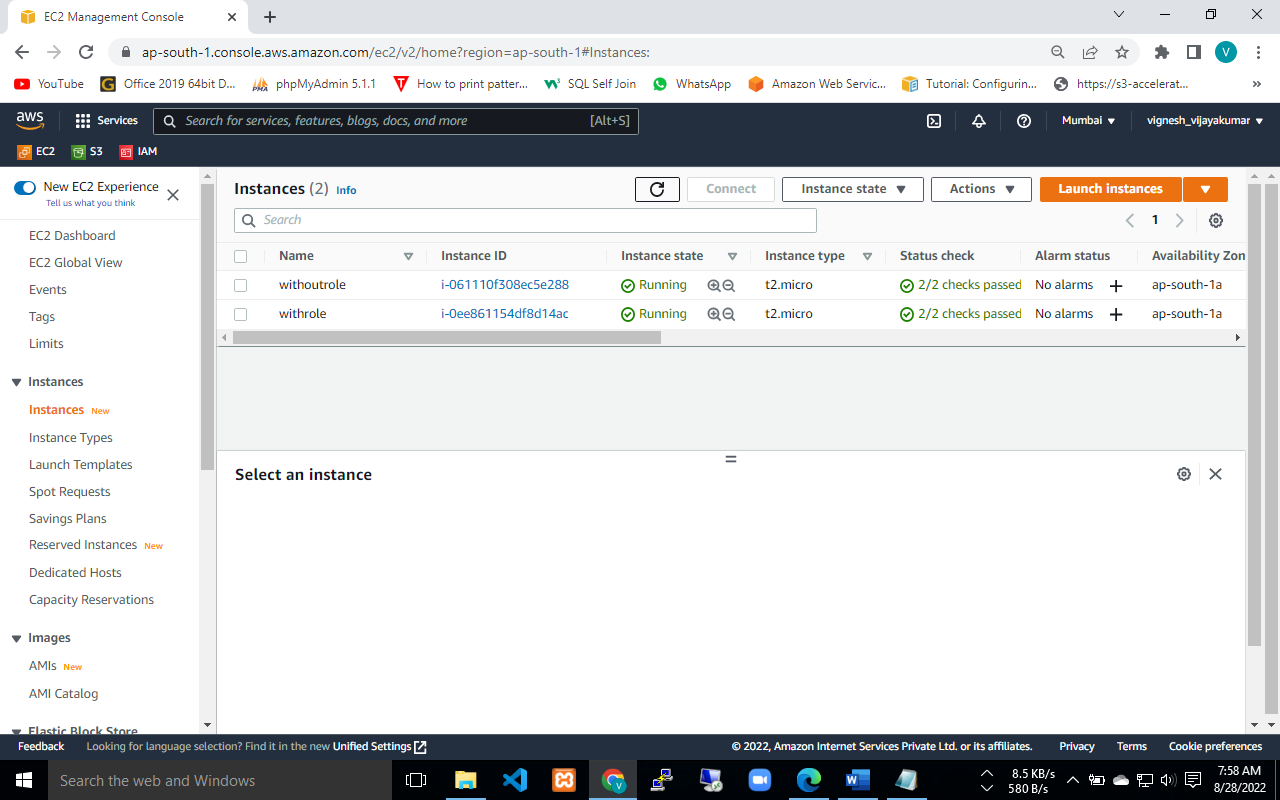 EC2 Management Console
ap-south-1.console.aws.amazon.com/ec2/v2/home?region=ap-south-1#Instances:
V
YouTube
Office 2019 64bit D...
phpMyAdmin 5.1.1
How to print patter...
SQL Self Join
WhatsApp
Amazon Web Servic...
Tutorial: Configurin...
https://s3-accelerat...
»
aws
Services
Search for services, features, blogs, docs, and more
[Alt+S]
Mumbai
vignesh_vijayakumar
EC2
S3
IAM
New EC2 Experience
Tell us what you think
EC2 Dashboard
EC2 Global View
Events
Tags
Limits
Instances
Instances New
Instance Types
Launch Templates
Spot Requests
Savings Plans
Reserved Instances New
Dedicated Hosts
Capacity Reservations
Images
AMIs New
AMI Catalog
Elastic Block Store
Instances (2) Info
Connect
Instance state
Actions
Launch instances
Search
1
Name Instance ID Instance state Instance type Status check Alarm status Availability Zon
withoutrole i-061110f308ec5e288 Running t2.micro 2/2 checks passed No alarms + ap-south-1a
withrole i-0ee861154df8d14ac Running t2.micro 2/2 checks passed No alarms + ap-south-1a
Select an instance
Feedback Looking for language selection? Find it in the new Unified Settings
© 2022, Amazon Internet Services Private Ltd. or its affiliates. Privacy Terms Cookie preferences
Search the web and Windows
8.5 KB/s
580 B/s
7:58 AM
8/28/2022